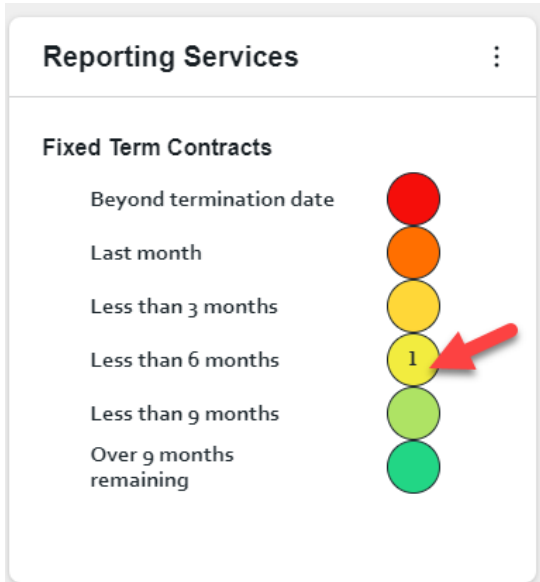 Reporting Services
Fixed Term Contracts
Beyond termination date
Last month
Less than 3 months
Less than 6 months 1
Less than 9 months
Over 9 months
remaining